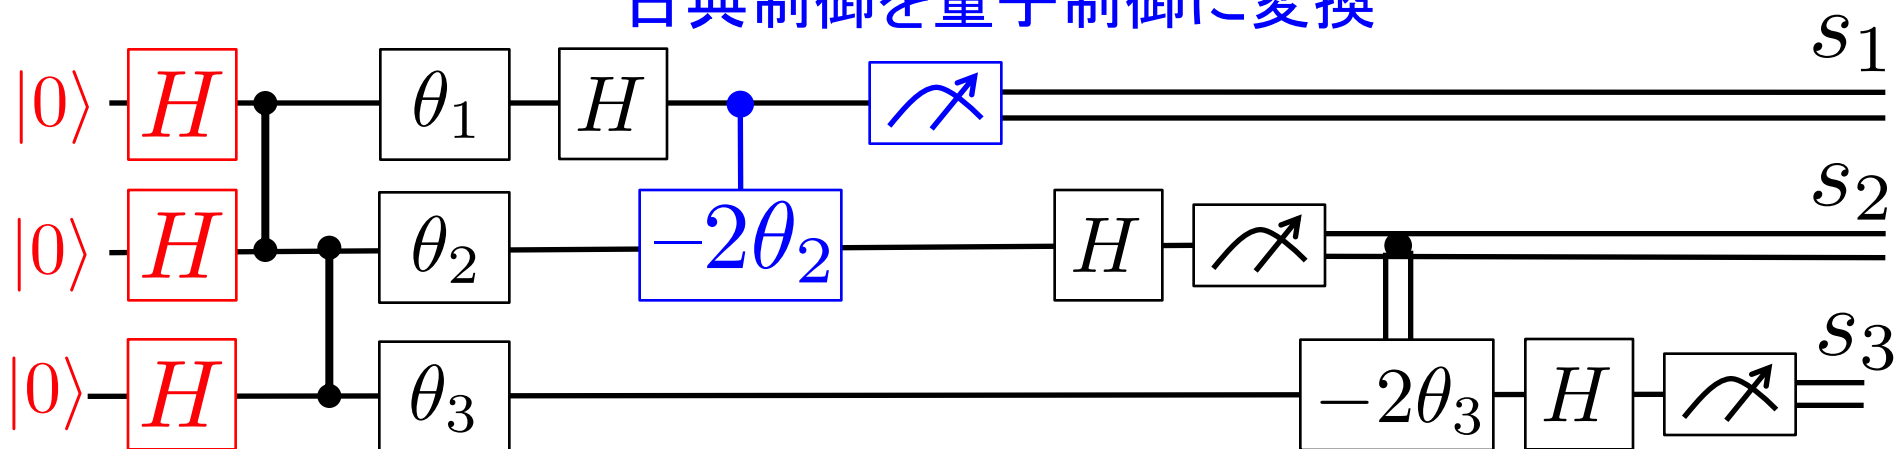 古典制御を量子制御に変換
|0⟩ H θ₁ H s₁
|0⟩ H θ₂ −2θ₂ H s₂
|0⟩ H θ₃ −2θ₃ H s₃